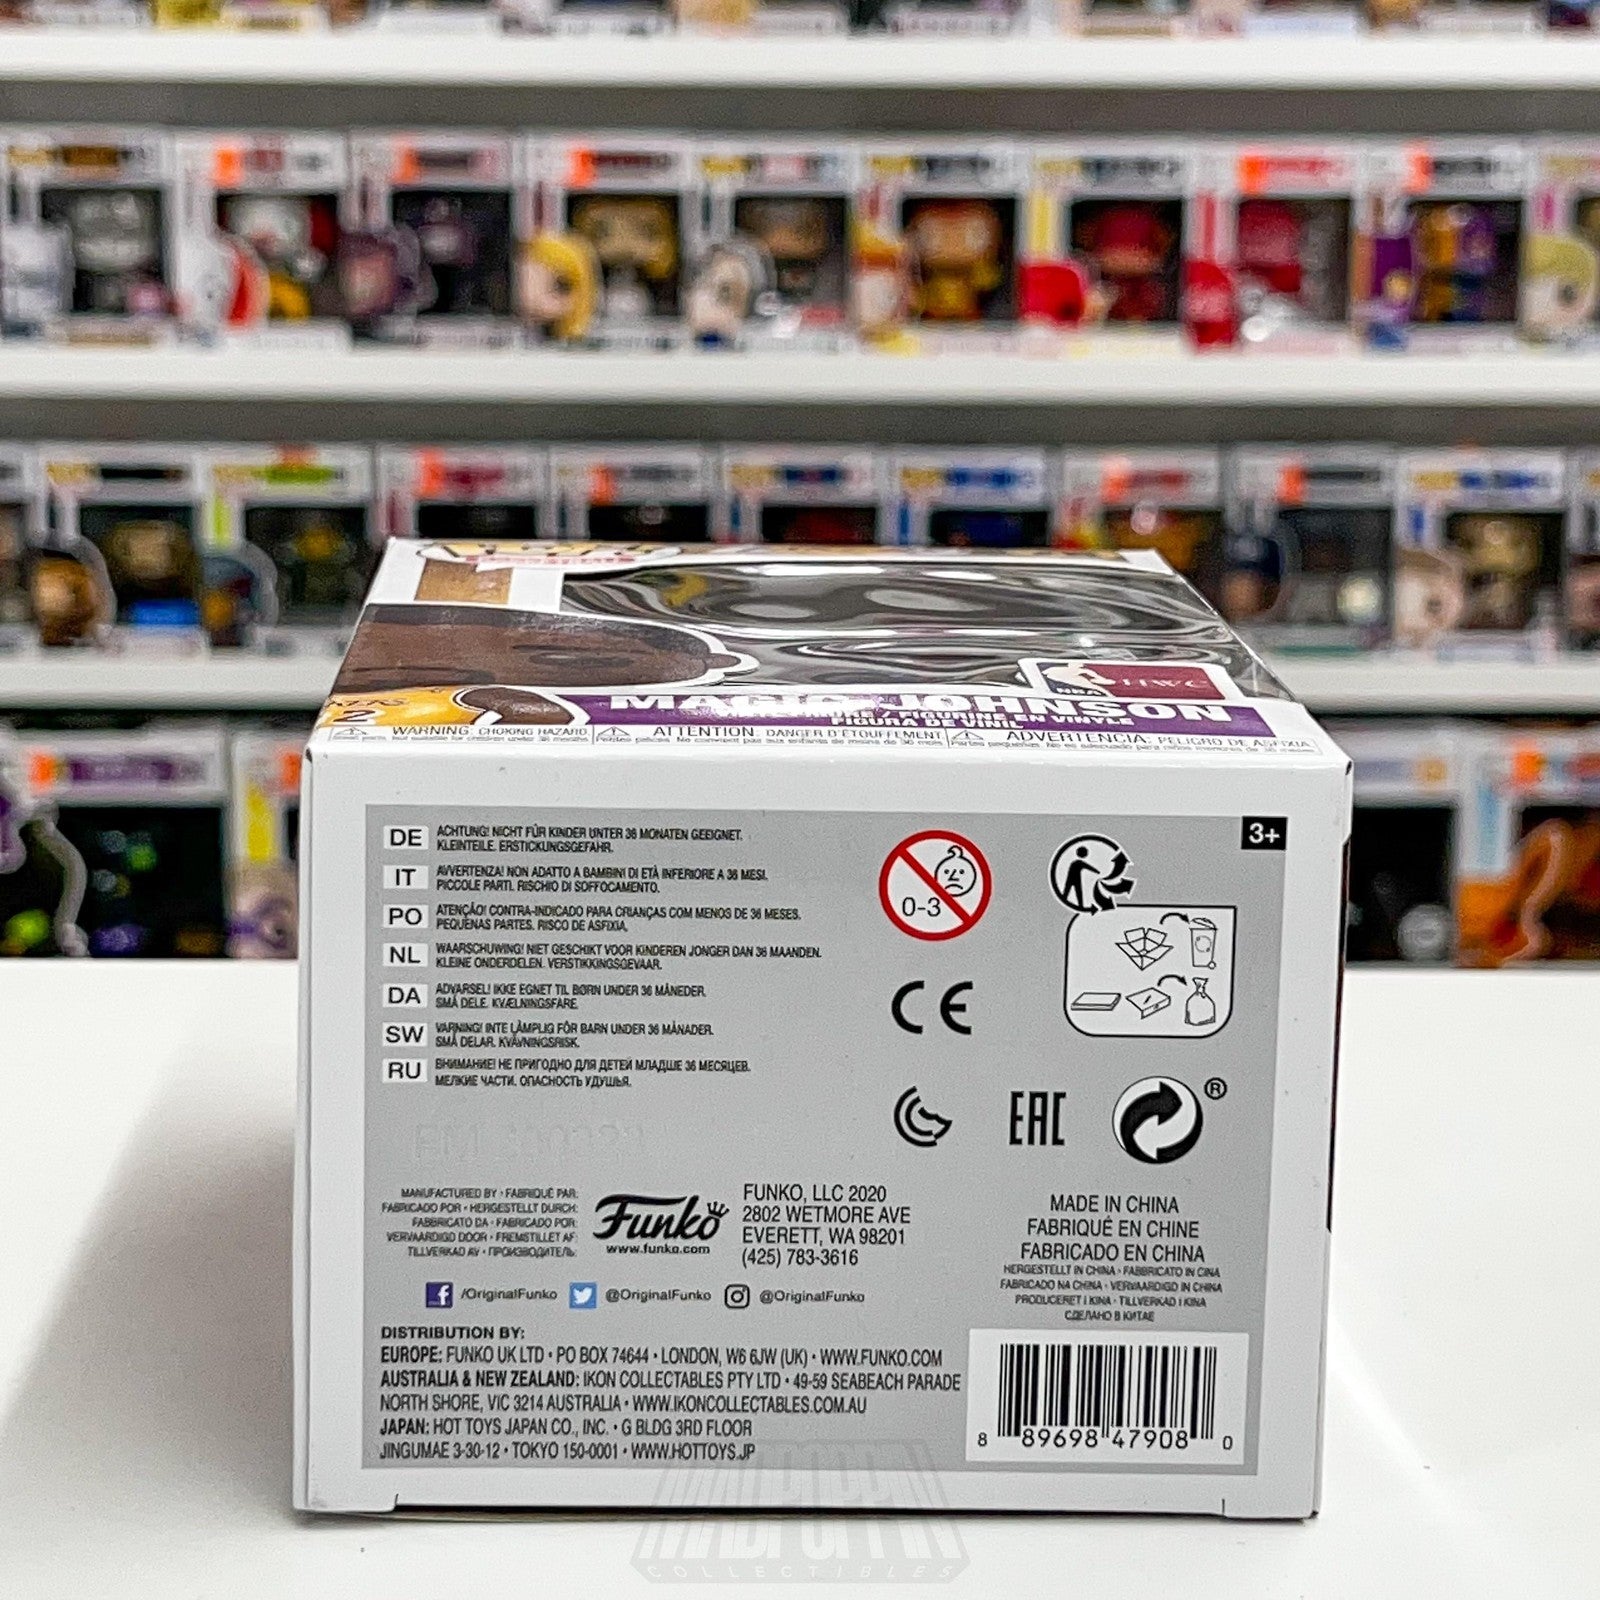 NBA
HWC
MAGIC JOHNSON
FIGURA DE VINIL
WARNING: CHOKING HAZARD
ATTENTION: DANGER D'ÉTOUFFEMENT
ADVERTENCIA: PELIGRO DE ASFIXIA
3+
DE ACHTUNG! NICHT FÜR KINDER UNTER 36 MONATEN GEEIGNET.
KLEINTEILE. ERSTICKUNGSGEFAHR.
IT AVVERTENZA! NON ADATTO A BAMBINI DI ETÀ INFERIORE A 36 MESI.
PICCOLE PARTI. RISCHIO DI SOFFOCAMENTO.
PO ATENÇÃO! CONTRA-INDICADO PARA CRIANÇAS COM MENOS DE 36 MESES.
PEQUENAS PARTES. RISCO DE ASFIXIA.
NL WAARSCHUWING! NIET GESCHIKT VOOR KINDEREN JONGER DAN 36 MAANDEN.
KLEINE ONDERDELEN. VERSTIKKINGSGEVAAR.
DA ADVARSEL! IKKE EGNET TIL BØRN UNDER 36 MÅNEDER.
SMÅ DELE. KVÆLNINGSFARE.
SW VARNING! INTE LÄMPLIG FÖR BARN UNDER 36 MÅNADER.
SMÅ DELAR. KVÄVNINGSRISK.
RU ВНИМАНИЕ! НЕ ПРИГОДНО ДЛЯ ДЕТЕЙ МЛАДШЕ 36 МЕСЯЦЕВ.
МЕЛКИЕ ЧАСТИ. ОПАСНОСТЬ УДУШЬЯ.
0-3
CE
EAC
®
MANUFACTURED BY • FABRIQUÉ PAR:
FABRICADO POR • HERGESTELLT DURCH:
FABBRICATO DA • FABRICADO POR:
VERVAARDIGD DOOR • FREMSTILLET AF:
TILLVERKAD AV • ПРОИЗВОДИТЕЛЬ:
Funko
www.funko.com
FUNKO, LLC 2020
2802 WETMORE AVE
EVERETT, WA 98201
(425) 783-3616
/OriginalFunko @OriginalFunko @OriginalFunko
MADE IN CHINA
FABRIQUÉ EN CHINE
FABRICADO EN CHINA
HERGESTELLT IN CHINA • FABBRICATO IN CINA
FABRICADO NA CHINA • VERVAARDIGD IN CHINA
PRODUCERET I KINA • TILLVERKAD I KINA
СДЕЛАНО В КИТАЕ
DISTRIBUTION BY:
EUROPE: FUNKO UK LTD • PO BOX 74644 • LONDON, W6 6JW (UK) • WWW.FUNKO.COM
AUSTRALIA & NEW ZEALAND: IKON COLLECTABLES PTY LTD • 49-59 SEABEACH PARADE
NORTH SHORE, VIC 3214 AUSTRALIA • WWW.IKONCOLLECTABLES.COM.AU
JAPAN: HOT TOYS JAPAN CO., INC. • G BLDG 3RD FLOOR
JINGUMAE 3-30-12 • TOKYO 150-0001 • WWW.HOTTOYS.JP
8 89698 47908 0
COLLECTIBLES